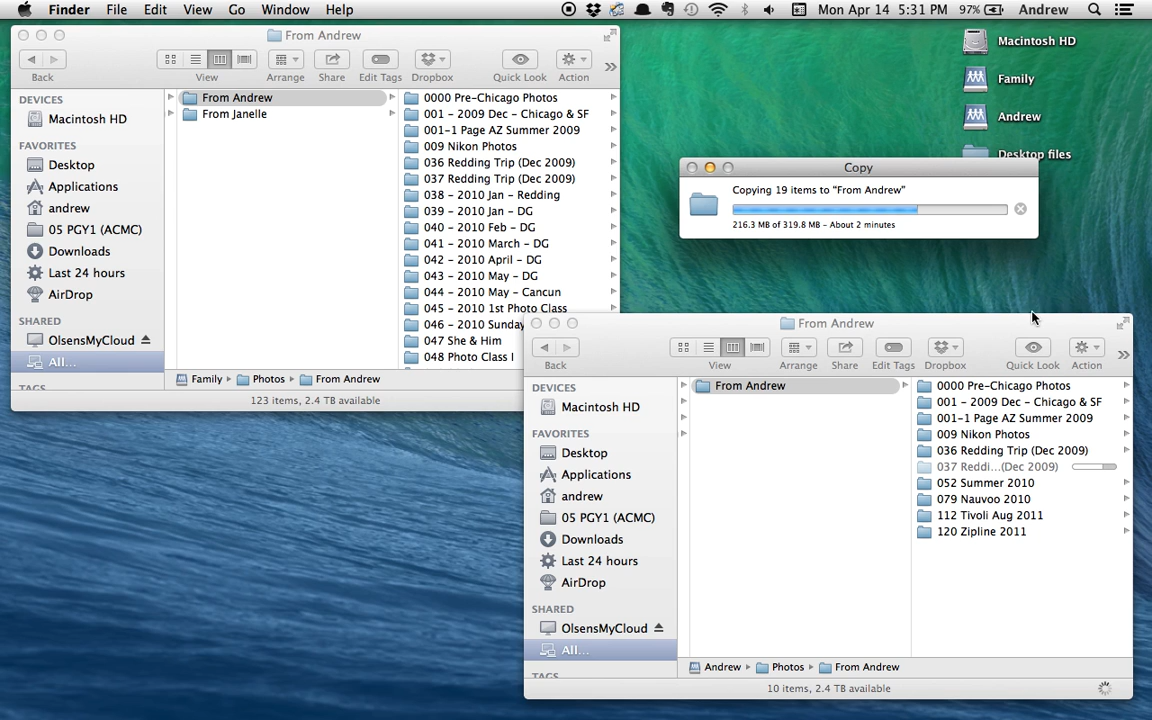 Finder File Edit View Go Window Help Mon Apr 14 5:31 PM 97% Andrew
From Andrew
Back View Arrange Share Edit Tags Dropbox Quick Look Action
DEVICES
Macintosh HD
FAVORITES
Desktop
Applications
andrew
05 PGY1 (ACMC)
Downloads
Last 24 hours
AirDrop
SHARED
OlsensMyCloud
All...
TAGS
From Andrew
From Janelle
0000 Pre-Chicago Photos
001 – 2009 Dec – Chicago & SF
001-1 Page AZ Summer 2009
009 Nikon Photos
036 Redding Trip (Dec 2009)
037 Redding Trip (Dec 2009)
038 – 2010 Jan – Redding
039 – 2010 Jan – DG
040 – 2010 Feb – DG
041 – 2010 March – DG
042 – 2010 April – DG
043 – 2010 May – DG
044 – 2010 May – Cancun
045 – 2010 1st Photo Class
046 – 2010 Sunday
047 She & Him
048 Photo Class I
Family Photos From Andrew
123 items, 2.4 TB available
Macintosh HD
Family
Andrew
Desktop files
Copy
Copying 19 items to “From Andrew”
216.3 MB of 319.8 MB – About 2 minutes
From Andrew
Back View Arrange Share Edit Tags Dropbox Quick Look Action
DEVICES
Macintosh HD
FAVORITES
Desktop
Applications
andrew
05 PGY1 (ACMC)
Downloads
Last 24 hours
AirDrop
SHARED
OlsensMyCloud
All...
TAGS
From Andrew
0000 Pre-Chicago Photos
001 – 2009 Dec – Chicago & SF
001-1 Page AZ Summer 2009
009 Nikon Photos
036 Redding Trip (Dec 2009)
037 Reddi...(Dec 2009)
052 Summer 2010
079 Nauvoo 2010
112 Tivoli Aug 2011
120 Zipline 2011
Andrew Photos From Andrew
10 items, 2.4 TB available